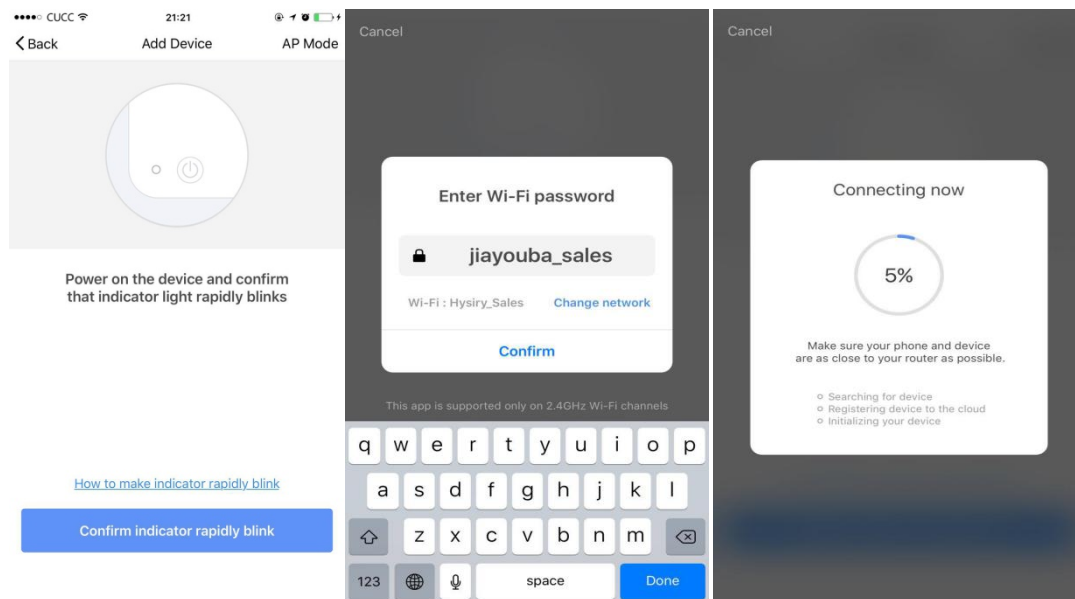 CUCC 21:21
Back Add Device AP Mode
Power on the device and confirm
that indicator light rapidly blinks
How to make indicator rapidly blink
Confirm indicator rapidly blink
Cancel
Enter Wi-Fi password
jiayouba_sales
Wi-Fi : Hysiry_Sales Change network
Confirm
This app is supported only on 2.4GHz Wi-Fi channels
q w e r t y u i o p
a s d f g h j k l
z x c v b n m
123 space Done
Cancel
Connecting now
5%
Make sure your phone and device
are as close to your router as possible.
Searching for device
Registering device to the cloud
Initializing your device